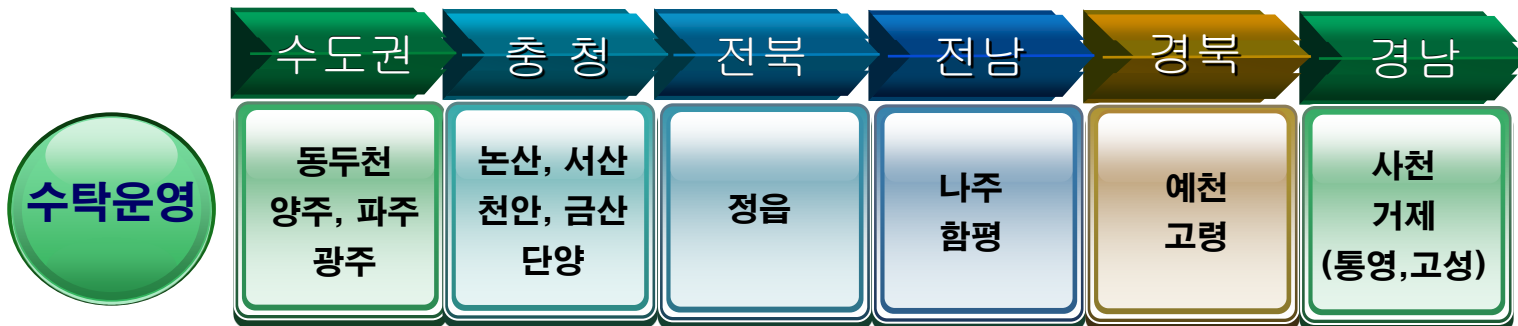 수도권
충 청
전북
전남
경북
경남
수탁운영
동두천
양주, 파주
광주
논산, 서산
천안, 금산
단양
정읍
나주
함평
예천
고령
사천
거제
(통영,고성)